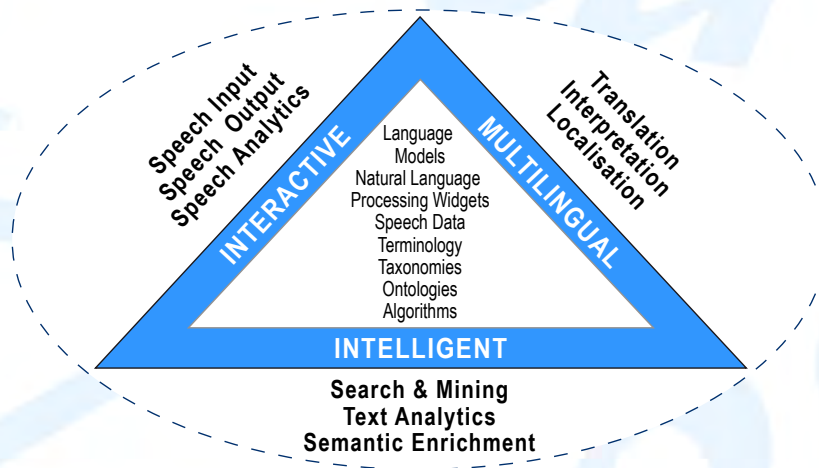 Speech Input
Speech Output
Speech Analytics
INTERACTIVE
Translation
Interpretation
Localisation
MULTILINGUAL
Language
Models
Natural Language
Processing Widgets
Speech Data
Terminology
Taxonomies
Ontologies
Algorithms
INTELLIGENT
Search & Mining
Text Analytics
Semantic Enrichment